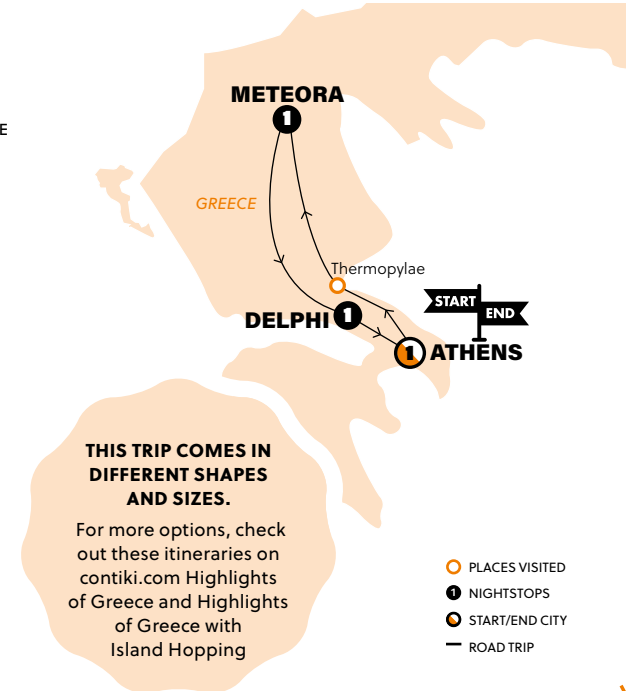 METEORA
1
E
GREECE
Thermopylae
START
END
DELPHI 1
1 ATHENS
THIS TRIP COMES IN
DIFFERENT SHAPES
AND SIZES.
For more options, check
out these itineraries on
contiki.com Highlights
of Greece and Highlights
of Greece with
Island Hopping
PLACES VISITED
1 NIGHTSTOPS
START/END CITY
ROAD TRIP